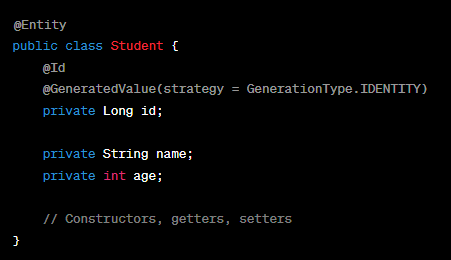 @Entity
public class Student {
    @Id
    @GeneratedValue(strategy = GenerationType.IDENTITY)
    private Long id;

    private String name;
    private int age;

    // Constructors, getters, setters
}